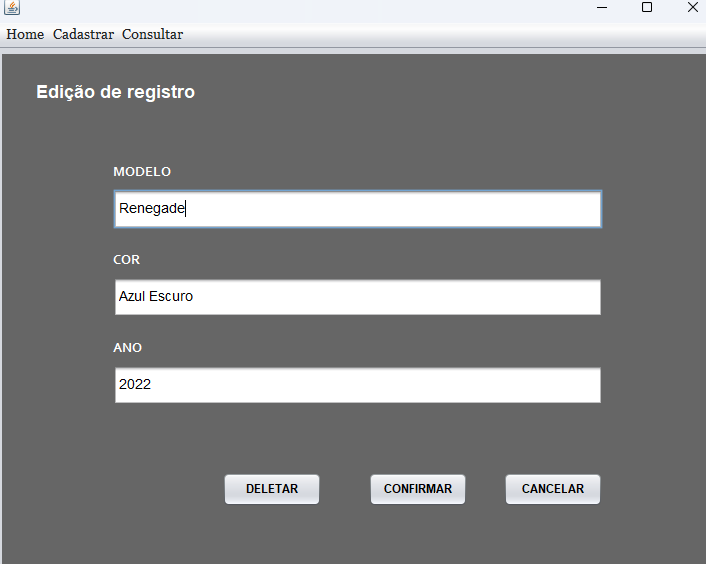 Home Cadastrar Consultar
Edição de registro
MODELO
Renegade
COR
Azul Escuro
ANO
2022
DELETAR CONFIRMAR CANCELAR